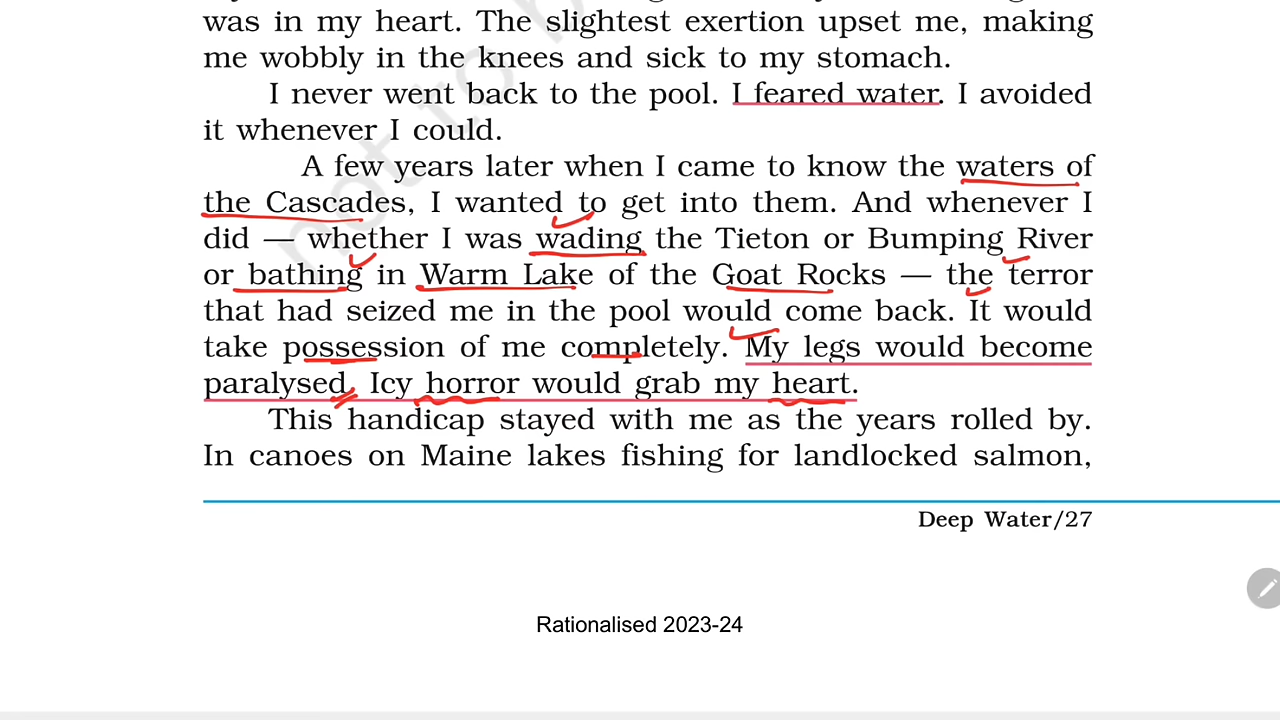 was in my heart. The slightest exertion upset me, making
me wobbly in the knees and sick to my stomach.
I never went back to the pool. I feared water. I avoided
it whenever I could.
A few years later when I came to know the waters of
the Cascades, I wanted to get into them. And whenever I
did — whether I was wading the Tieton or Bumping River
or bathing in Warm Lake of the Goat Rocks — the terror
that had seized me in the pool would come back. It would
take possession of me completely. My legs would become
paralysed. Icy horror would grab my heart.
This handicap stayed with me as the years rolled by.
In canoes on Maine lakes fishing for landlocked salmon,
Deep Water/27
Rationalised 2023-24
not to b